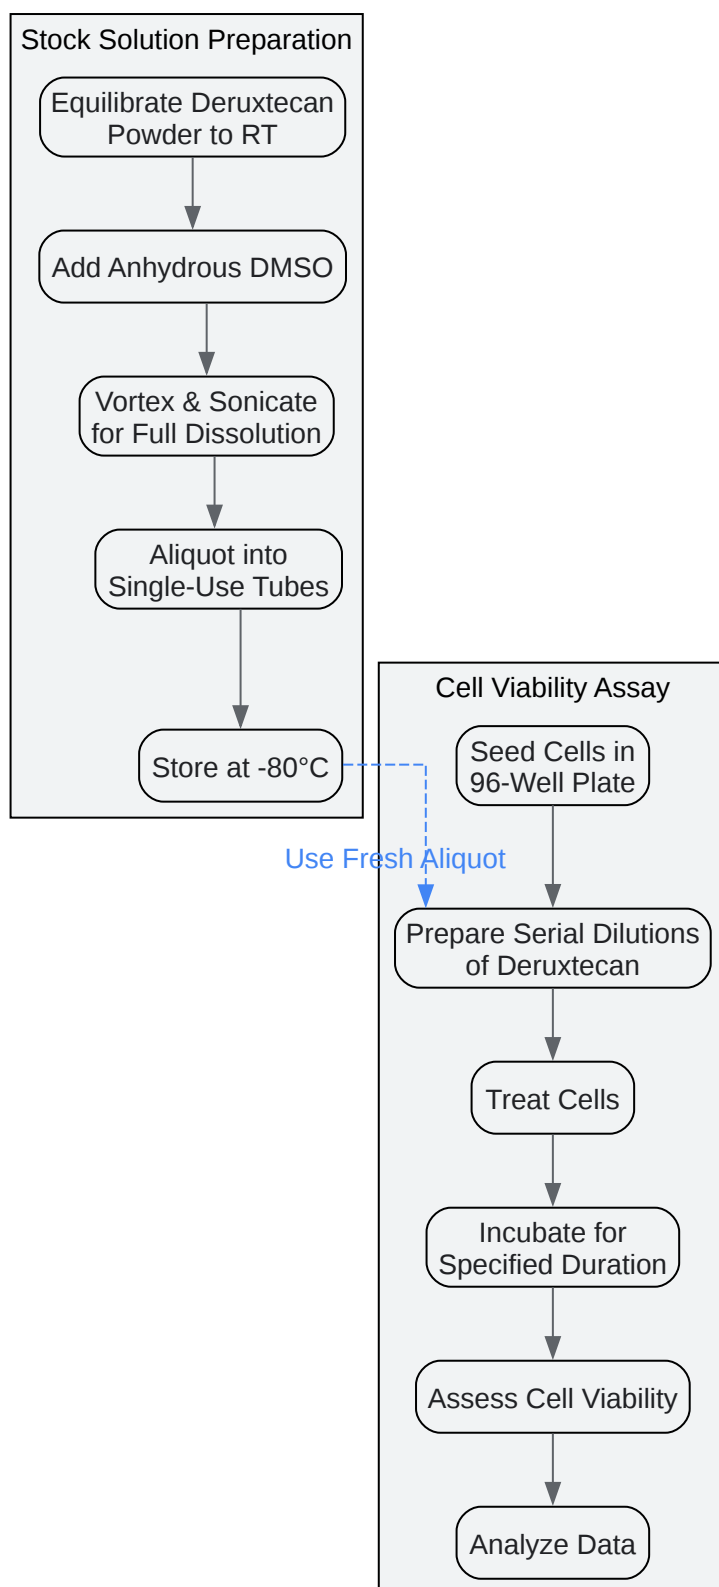 Stock Solution Preparation
Equilibrate Deruxtecan
Powder to RT
Add Anhydrous DMSO
Vortex & Sonicate
for Full Dissolution
Aliquot into
Single-Use Tubes
Store at -80°C
Use Fresh Aliquot
Cell Viability Assay
Seed Cells in
96-Well Plate
Prepare Serial Dilutions
of Deruxtecan
Treat Cells
Incubate for
Specified Duration
Assess Cell Viability
Analyze Data